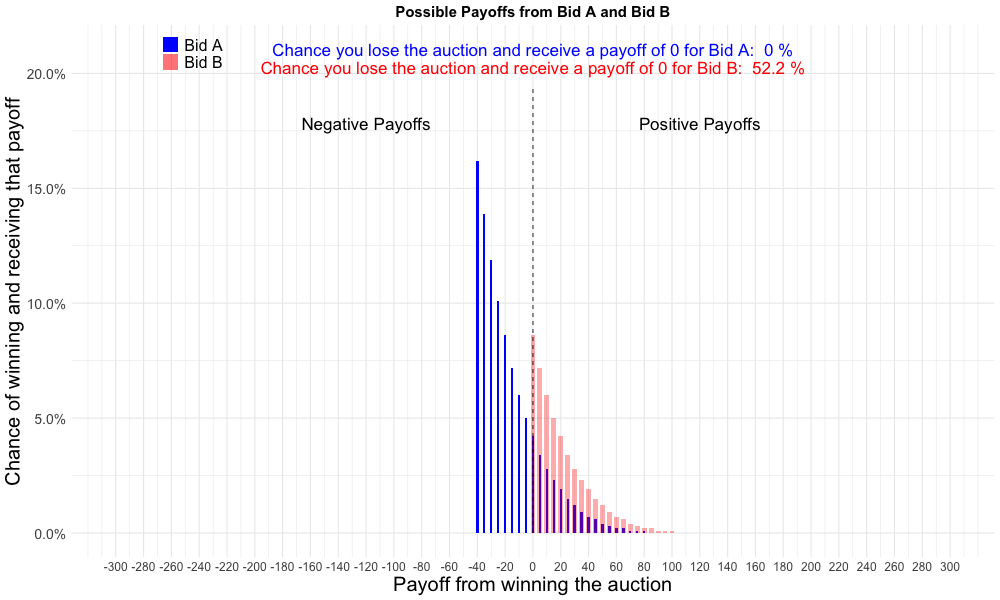 Possible Payoffs from Bid A and Bid B
Bid A
Bid B
Chance you lose the auction and receive a payoff of 0 for Bid A:  0 %
Chance you lose the auction and receive a payoff of 0 for Bid B:  52.2 %
Negative Payoffs
Positive Payoffs
Chance of winning and receiving that payoff
20.0%
15.0%
10.0%
5.0%
0.0%
-300 -280 -260 -240 -220 -200 -180 -160 -140 -120 -100 -80 -60 -40 -20 0 20 40 60 80 100 120 140 160 180 200 220 240 260 280 300
Payoff from winning the auction